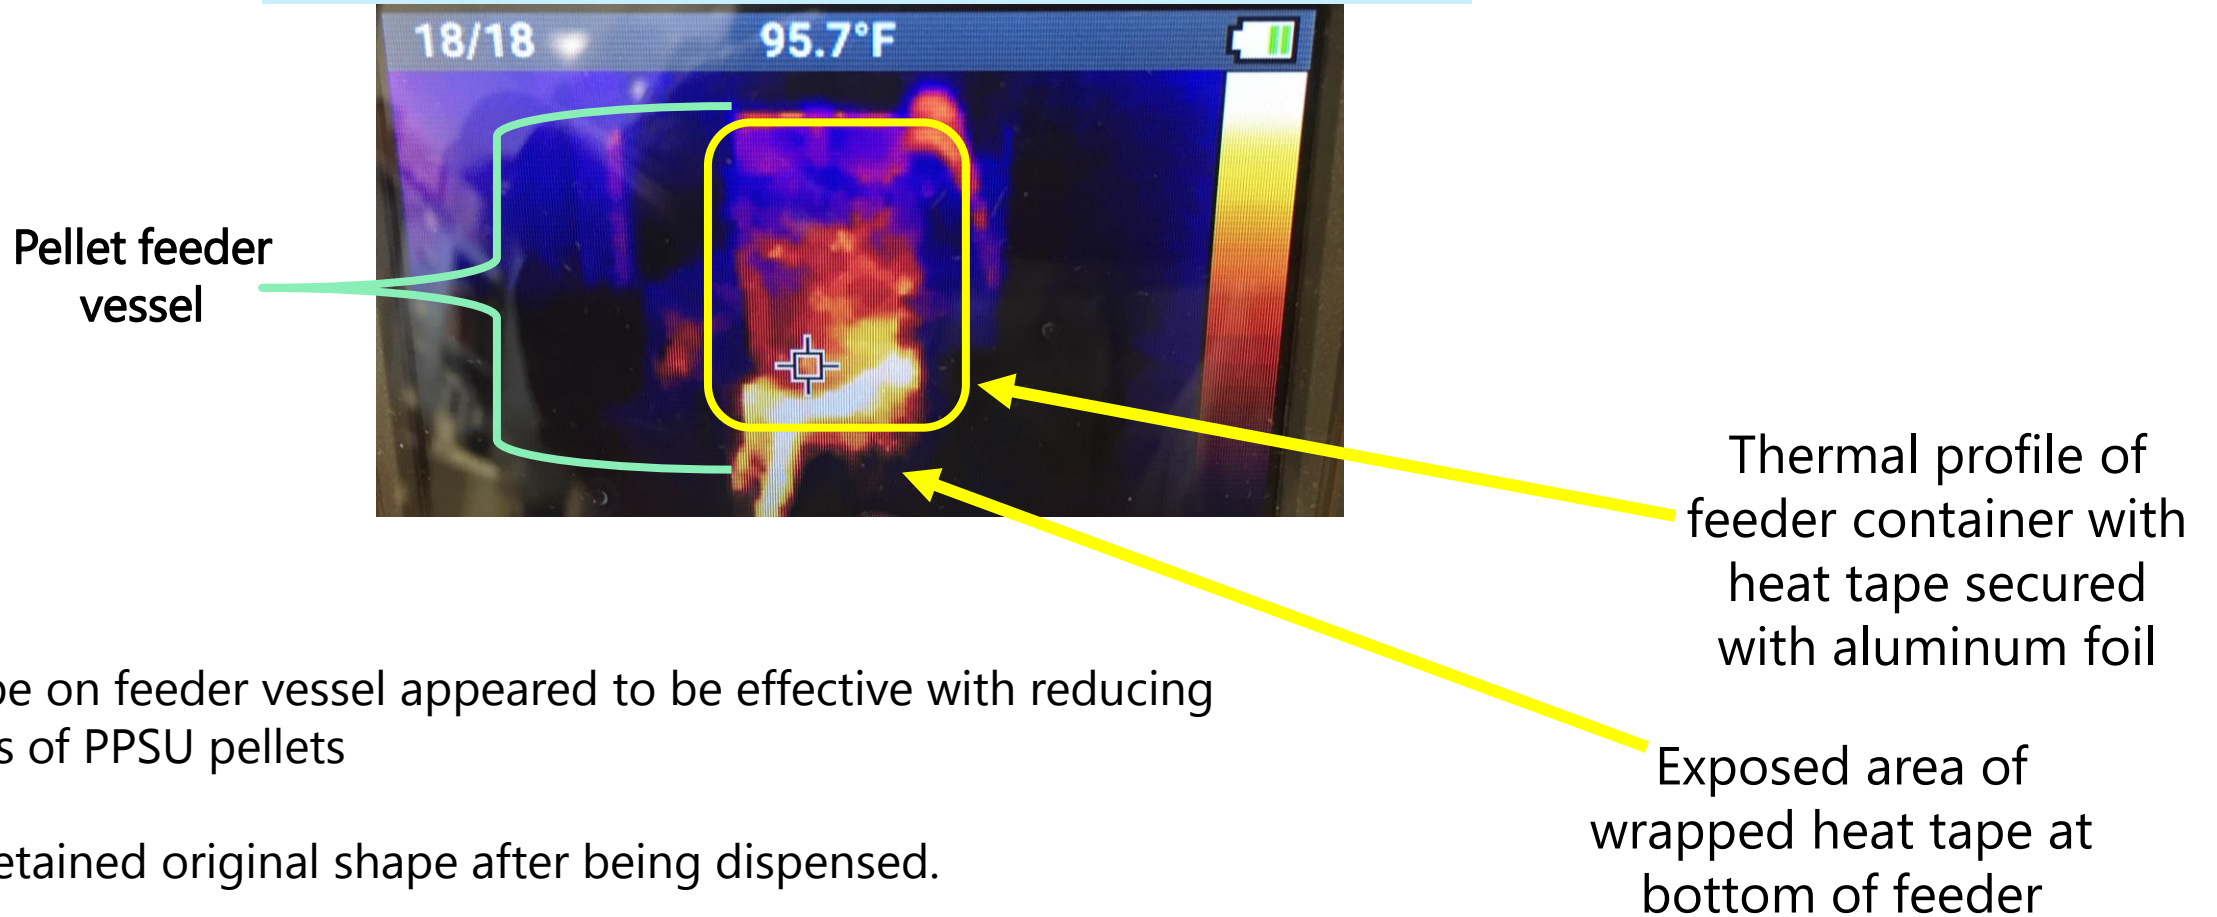 18/18
95.7°F
Pellet feeder
vessel
Thermal profile of
feeder container with
heat tape secured
with aluminum foil
on feeder vessel appeared to be effective with reducing
of PPSU pellets
Exposed area of
wrapped heat tape at
bottom of feeder
original shape after being dispensed.